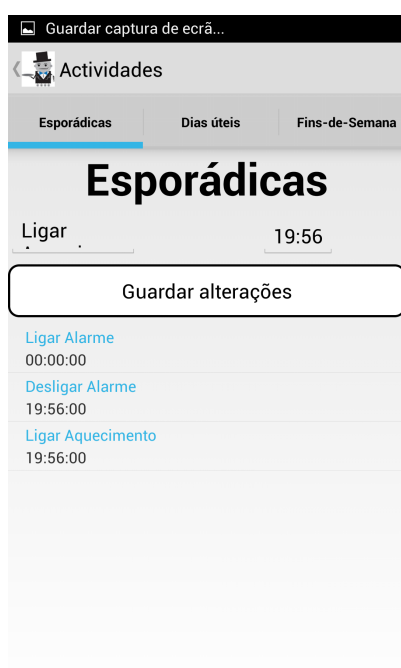 Guardar captura de ecrã...
Actividades
Esporádicas Dias úteis Fins-de-Semana
Esporádicas
Ligar
19:56
Guardar alterações
Ligar Alarme
00:00:00
Desligar Alarme
19:56:00
Ligar Aquecimento
19:56:00